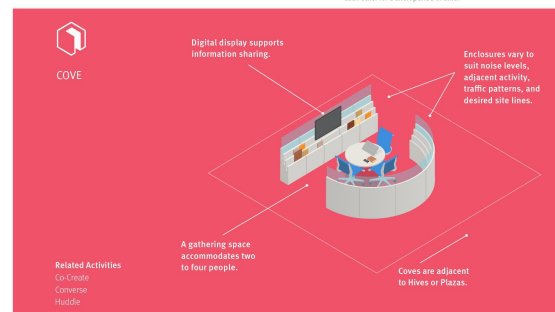 COVE
Digital display supports
information sharing.
Enclosures vary to
suit noise levels,
adjacent activity,
traffic patterns, and
desired site lines.
A gathering space
accommodates two
to four people.
Coves are adjacent
to Hives or Plazas.
Related Activities
Co-Create
Converse
Huddle